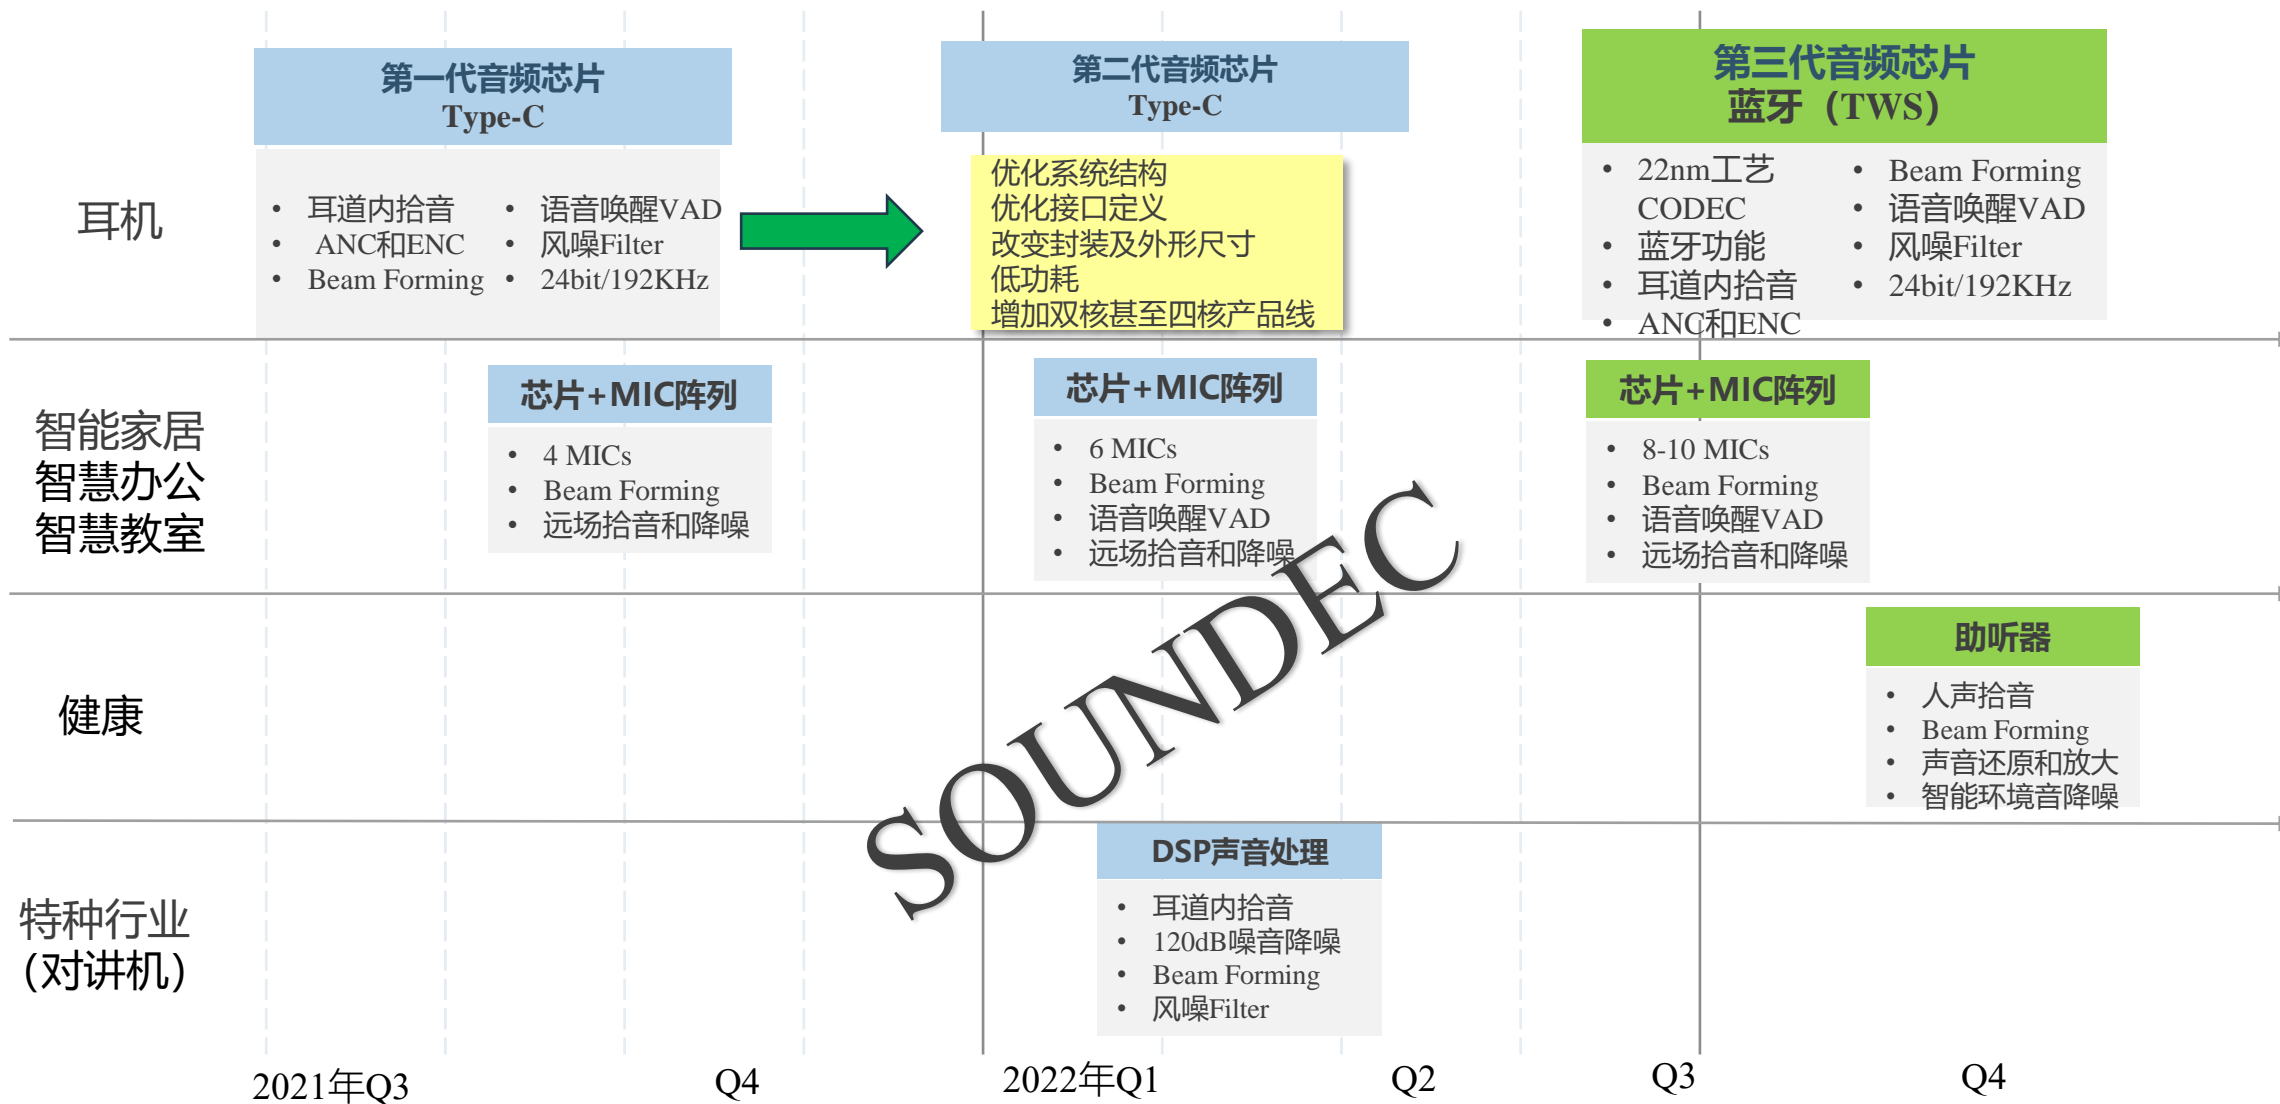 第一代音频芯片
Type-C
第二代音频芯片
Type-C
第三代音频芯片
蓝牙（TWS）
耳机
• 耳道内拾音
• ANC和ENC
• Beam Forming
• 语音唤醒VAD
• 风噪Filter
• 24bit/192KHz
优化系统结构
优化接口定义
改变封装及外形尺寸
低功耗
增加双核甚至四核产品线
• 22nm工艺
CODEC
• 蓝牙功能
• 耳道内拾音
• ANC和ENC
• Beam Forming
• 语音唤醒VAD
• 风噪Filter
• 24bit/192KHz
智能家居
智慧办公
智慧教室
芯片+MIC阵列
• 4 MICs
• Beam Forming
• 远场拾音和降噪
芯片+MIC阵列
• 6 MICs
• Beam Forming
• 语音唤醒VAD
• 远场拾音和降噪
芯片+MIC阵列
• 8-10 MICs
• Beam Forming
• 语音唤醒VAD
• 远场拾音和降噪
SOUNDEC
健康
助听器
• 人声拾音
• Beam Forming
• 声音还原和放大
• 智能环境音降噪
特种行业
（对讲机）
DSP声音处理
• 耳道内拾音
• 120dB噪音降噪
• Beam Forming
• 风噪Filter
2021年Q3
Q4
2022年Q1
Q2
Q3
Q4